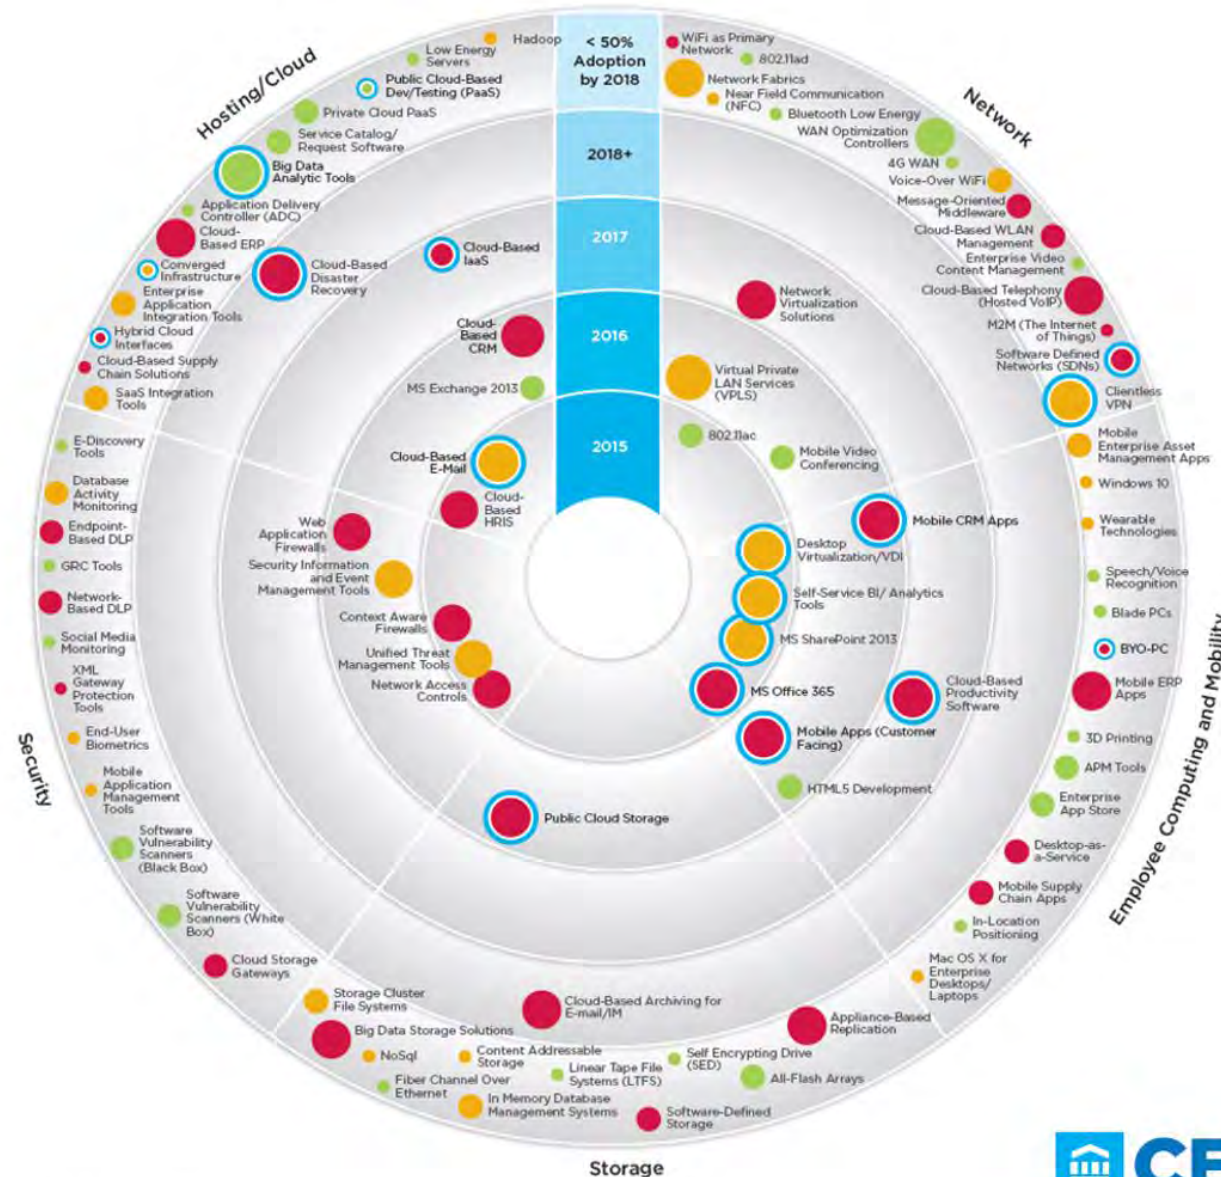 Hosting/Cloud
Network
Employee Computing and Mobility
Storage
Security
< 50%
Adoption
by 2018
2018+
2017
2016
2015
Hadoop
Low Energy
Servers
Public Cloud-Based
Dev/Testing (PaaS)
Private Cloud PaaS
Service Catalog/
Request Software
Big Data
Analytic Tools
Application Delivery
Controller (ADC)
Cloud-
Based ERP
Converged
Infrastructure
Enterprise
Application
Integration Tools
Hybrid Cloud
Interfaces
Cloud-Based Supply
Chain Solutions
SaaS Integration
Tools
Cloud-Based
Disaster
Recovery
Cloud-Based
IaaS
Cloud-
Based
CRM
MS Exchange 2013
Cloud-Based
E-Mail
Cloud-
Based
HRIS
WiFi as Primary
Network
802.11ad
Network Fabrics
Near Field Communication
(NFC)
Bluetooth Low Energy
WAN Optimization
Controllers
4G WAN
Voice-Over WiFi
Message-Oriented
Middleware
Cloud-Based WLAN
Management
Enterprise Video
Content Management
Cloud-Based Telephony
(Hosted VoIP)
M2M (The Internet
of Things)
Software Defined
Networks (SDNs)
Clientless
VPN
Network
Virtualization
Solutions
Virtual Private
LAN Services
(VPLS)
802.11ac
Mobile Video
Conferencing
Mobile
Enterprise Asset
Management Apps
Windows 10
Wearable
Technologies
Speech/Voice
Recognition
Blade PCs
BYO-PC
Mobile ERP
Apps
3D Printing
APM Tools
Enterprise
App Store
Desktop-as-
a-Service
Mobile Supply
Chain Apps
In-Location
Positioning
Mac OS X for
Enterprise
Desktops/
Laptops
Mobile CRM Apps
Desktop
Virtualization/VDI
Self-Service BI/ Analytics
Tools
MS SharePoint 2013
MS Office 365
Cloud-Based
Productivity
Software
Mobile Apps (Customer
Facing)
HTML5 Development
Public Cloud Storage
Cloud-Based Archiving for
E-mail/IM
Appliance-Based
Replication
Storage Cluster
File Systems
Big Data Storage Solutions
NoSql
Content Addressable
Storage
Linear Tape File
Systems (LTFS)
Self Encrypting Drive
(SED)
All-Flash Arrays
Fiber Channel Over
Ethernet
In Memory Database
Management Systems
Software-Defined
Storage
E-Discovery
Tools
Database
Activity
Monitoring
Endpoint-
Based DLP
GRC Tools
Network-
Based DLP
Social Media
Monitoring
XML
Gateway
Protection
Tools
End-User
Biometrics
Mobile
Application
Management
Tools
Software
Vulnerability
Scanners
(Black Box)
Software
Vulnerability
Scanners (White
Box)
Cloud Storage
Gateways
Web
Application
Firewalls
Security Information
and Event
Management Tools
Context Aware
Firewalls
Unified Threat
Management Tools
Network Access
Controls